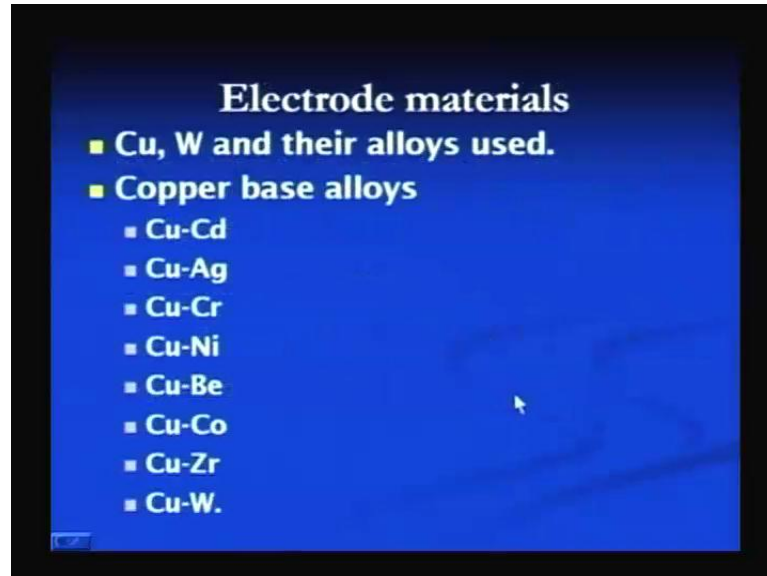 Electrode materials
Cu, W and their alloys used.
Copper base alloys
Cu-Cd
Cu-Ag
Cu-Cr
Cu-Ni
Cu-Be
Cu-Co
Cu-Zr
Cu-W.